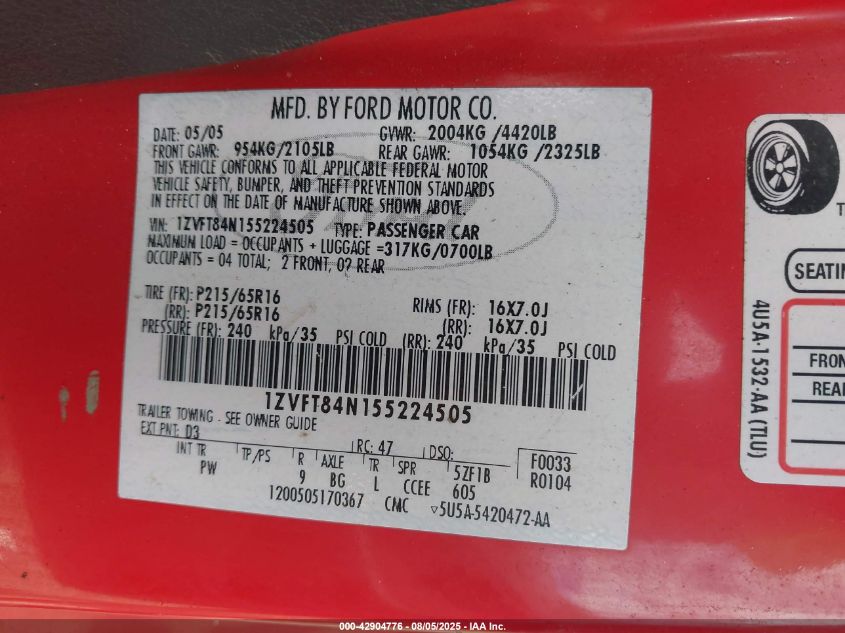 MFD. BY FORD MOTOR CO.
DATE: 05/05 GVWR: 2004KG /4420LB
FRONT GAWR: 954KG/2105LB REAR GAWR: 1054KG /2325LB
THIS VEHICLE CONFORMS TO ALL APPLICABLE FEDERAL MOTOR
VEHICLE SAFETY, BUMPER, AND THEFT PREVENTION STANDARDS
IN EFFECT ON THE DATE OF MANUFACTURE SHOWN ABOVE.
VIN: 1ZVFT84N155224505 TYPE: PASSENGER CAR
MAXIMUM LOAD = OCCUPANTS + LUGGAGE =317KG/0700LB
OCCUPANTS = 04 TOTAL; 2 FRONT, 0? REAR
TIRE (FR): P215/65R16 RIMS (FR): 16X7.0J
(RR): P215/65R16 (RR): 16X7.0J
PRESSURE (FR): 240 kPa/35 PSI COLD (RR): 240 kPa/35 PSI COLD
1ZVFT84N155224505
TRAILER TOWING - SEE OWNER GUIDE
EXT PNT: D3 RC: 47 DSO: F0033
INT TR TP/PS R AXLE TR SPR 5ZF1B R0104
PW 9 BG L CCEE 605
1200505170367 CMC ▽5U5A-5420472-AA
T
SEATIN
FRON
REAR
4U5A-1532-AA (TLU)
000-42904776 - 08/05/2025 - IAA Inc.